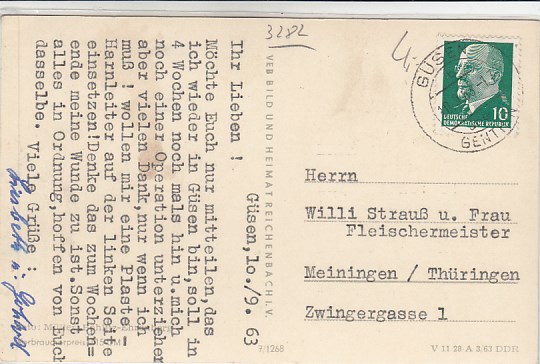 3282
Güsen, 10./9. 63
Ihr Lieben !
Möchte Euch nur mitteilen, das
ich wieder in Güsen bin, soll in
4 Wochen noch mals hin u. mich
noch einer Operation unterziehen
aber vielen Dank, nur wenn ich
muß ! wollen mir eine Plaste-
Harnleiter auf der linken Seite
einsetzen! Denke das zum Wochen=
ende meine Wunde zu ist. Sonst
alles in Ordnung, hoffen von Euch
dasselbe. Viele Grüße :
VEB BILD UND HEIMAT REICHENBACH I. V.
7/1268
GÜSEN
GENTHIN
10
DEUTSCHE
DEMOKRATISCHE REPUBLIK
Herrn
Willi Strauß u. Frau
Fleischermeister
Meiningen / Thüringen
Zwingergasse 1
V 11 28 A 3/63 DDR